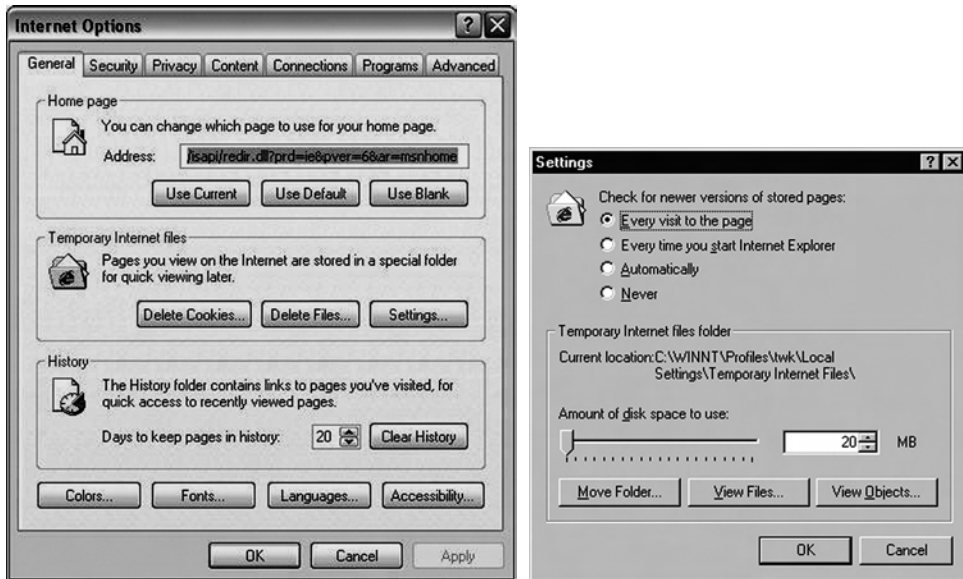 Internet Options
General Security Privacy Content Connections Programs Advanced
Home page
You can change which page to use for your home page.
Address: /isapi/redir.dll?prd=ie&pver=6&ar=msnhome
Use Current Use Default Use Blank
Temporary Internet files
Pages you view on the Internet are stored in a special folder
for quick viewing later.
Delete Cookies... Delete Files... Settings...
History
The History folder contains links to pages you've visited, for
quick access to recently viewed pages.
Days to keep pages in history: 20 Clear History
Colors... Fonts... Languages... Accessibility...
OK Cancel Apply
Settings
Check for newer versions of stored pages:
Every visit to the page
Every time you start Internet Explorer
Automatically
Never
Temporary Internet files folder
Current location:C:\WINNT\Profiles\twk\Local
Settings\Temporary Internet Files\
Amount of disk space to use:
20 MB
Move Folder... View Files... View Objects...
OK Cancel